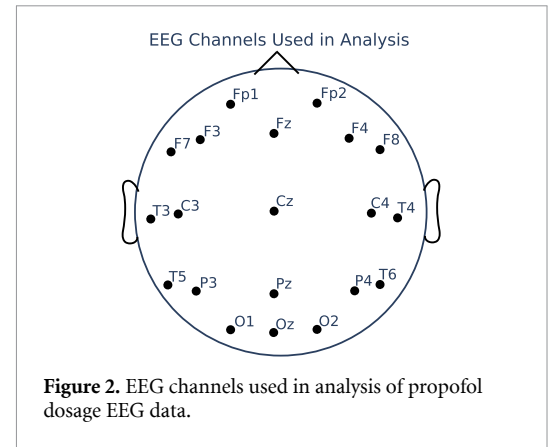 EEG Channels Used in Analysis
Fp1 Fp2
Fz
F7 F3 F4 F8
T3 C3 Cz C4 T4
T5 P3 Pz P4 T6
O1 Oz O2
Figure 2. EEG channels used in analysis of propofol
dosage EEG data.